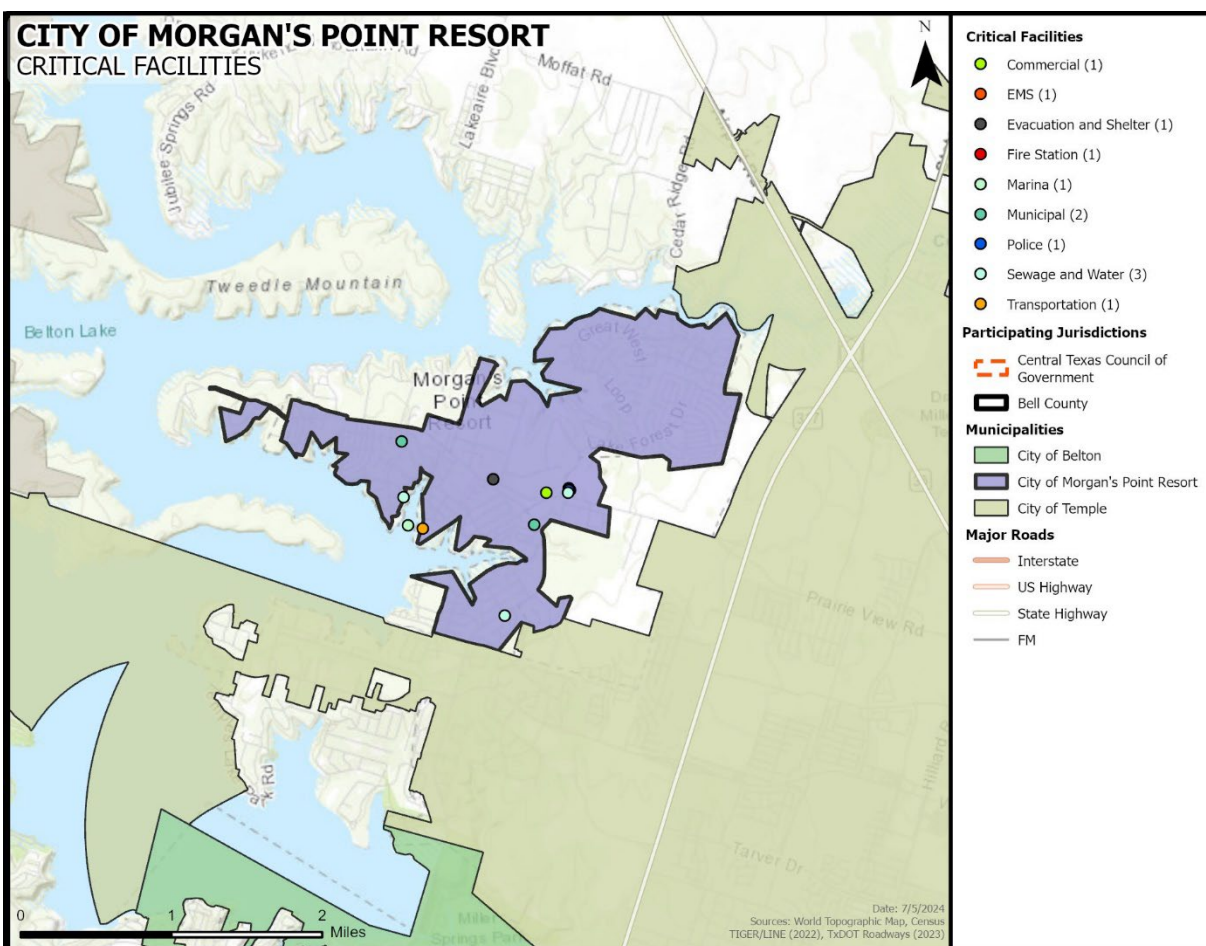 CITY OF MORGAN'S POINT RESORT
CRITICAL FACILITIES
N
Moffat Rd
Lakeaire Blvd
Jubilee Springs Rd
Cedar Ridge Rd
Tweedle Mountain
Belton Lake
Great West
Loop
Morgan's
Point
Resort
Lake Forest Dr
317
Prairie View Rd
Tarver Dr
Miller
Springs Park
0 1 2
Miles
Date: 7/5/2024
Sources: World Topographic Map, Census
TIGER/LINE (2022), TxDOT Roadways (2023)
Critical Facilities
Commercial (1)
EMS (1)
Evacuation and Shelter (1)
Fire Station (1)
Marina (1)
Municipal (2)
Police (1)
Sewage and Water (3)
Transportation (1)
Participating Jurisdictions
Central Texas Council of
Government
Bell County
Municipalities
City of Belton
City of Morgan's Point Resort
City of Temple
Major Roads
Interstate
US Highway
State Highway
FM